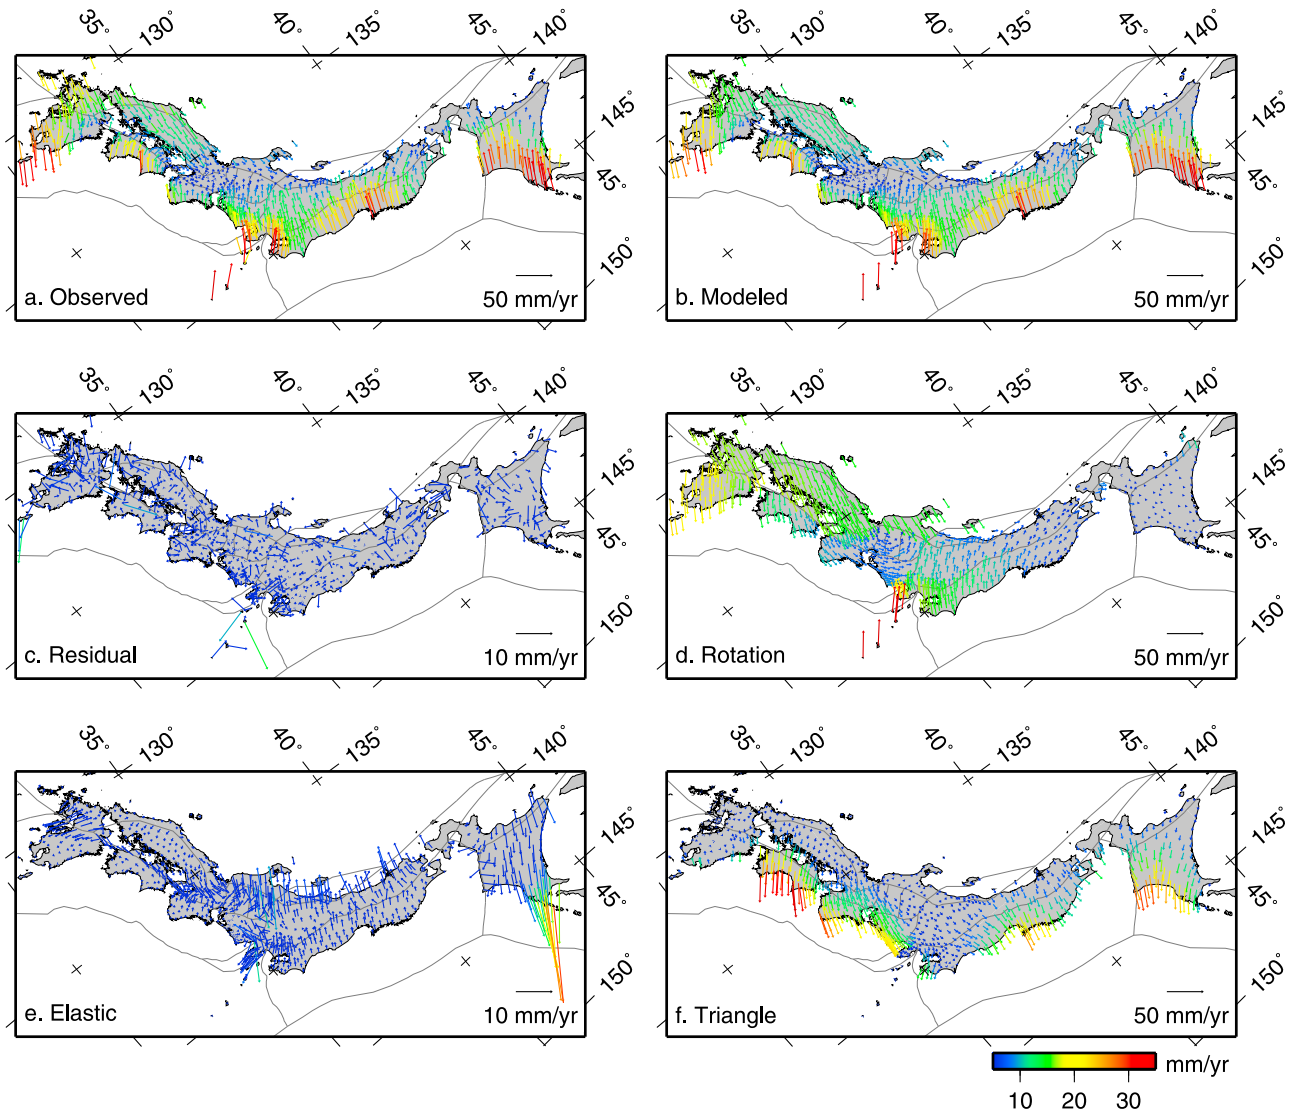 35° 130° 40° 135° 45° 140°
145°
45°
150°
a. Observed
50 mm/yr
35° 130° 40° 135° 45° 140°
145°
45°
150°
b. Modeled
50 mm/yr
35° 130° 40° 135° 45° 140°
145°
45°
150°
c. Residual
10 mm/yr
35° 130° 40° 135° 45° 140°
145°
45°
150°
d. Rotation
50 mm/yr
35° 130° 40° 135° 45° 140°
145°
45°
150°
e. Elastic
10 mm/yr
35° 130° 40° 135° 45° 140°
145°
45°
150°
f. Triangle
50 mm/yr
mm/yr
10 20 30